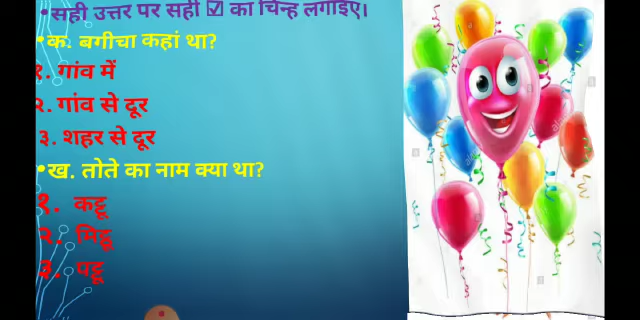 •सही उत्तर पर सही ☑ का चिन्ह लगाइए।
•क. बगीचा कहां था?
१. गांव में
२. गांव से दूर
३. शहर से दूर
•ख. तोते का नाम क्या था?
१. कट्टू
२. मिट्ठू
३. पट्टू